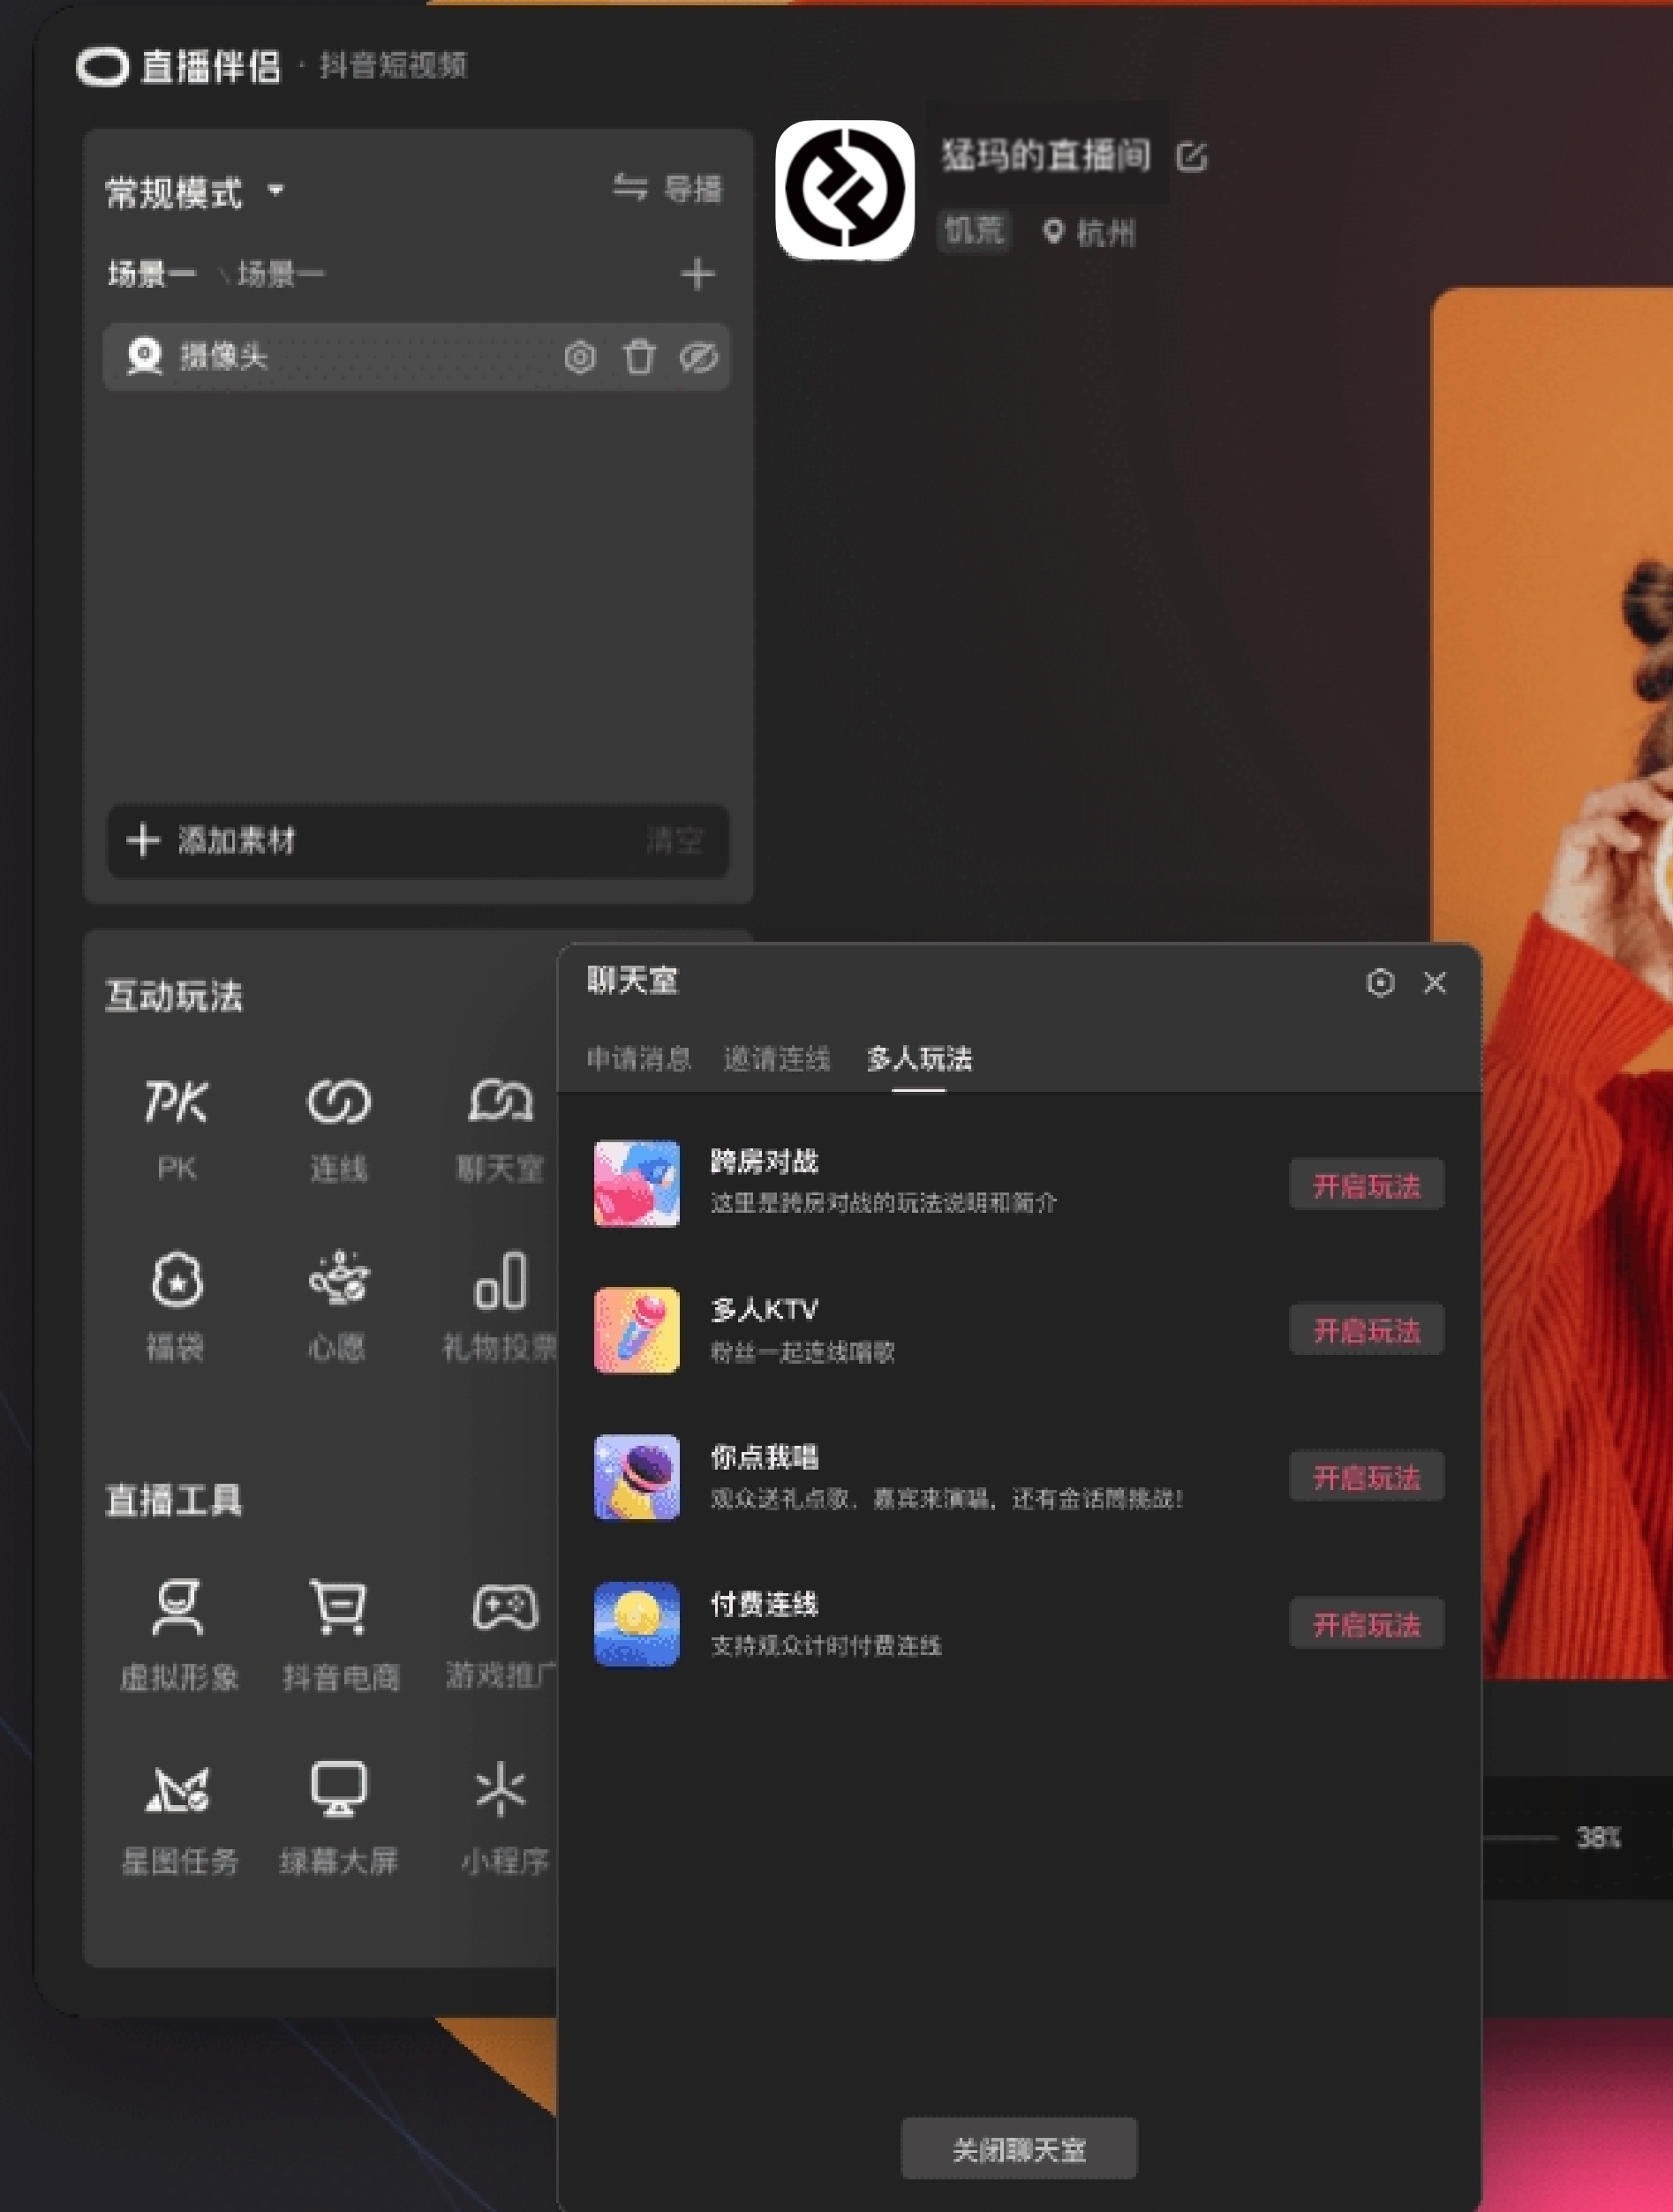 直播伴侣 · 抖音短视频
猛玛的直播间
饥荒 杭州
常规模式 导播
场景一 \ 场景一
摄像头
添加素材 清空
互动玩法
PK 连线 聊天室
福袋 心愿 礼物投票
直播工具
虚拟形象 抖音电商 游戏推广
星图任务 绿幕大屏 小程序
聊天室
申请消息 邀请连线 多人玩法
跨房对战
这里是跨房对战的玩法说明和简介
开启玩法
多人KTV
粉丝一起连线唱歌
开启玩法
你点我唱
观众送礼点歌，嘉宾来演唱，还有金话筒挑战！
开启玩法
付费连线
支持观众计时付费连线
开启玩法
38%
关闭聊天室